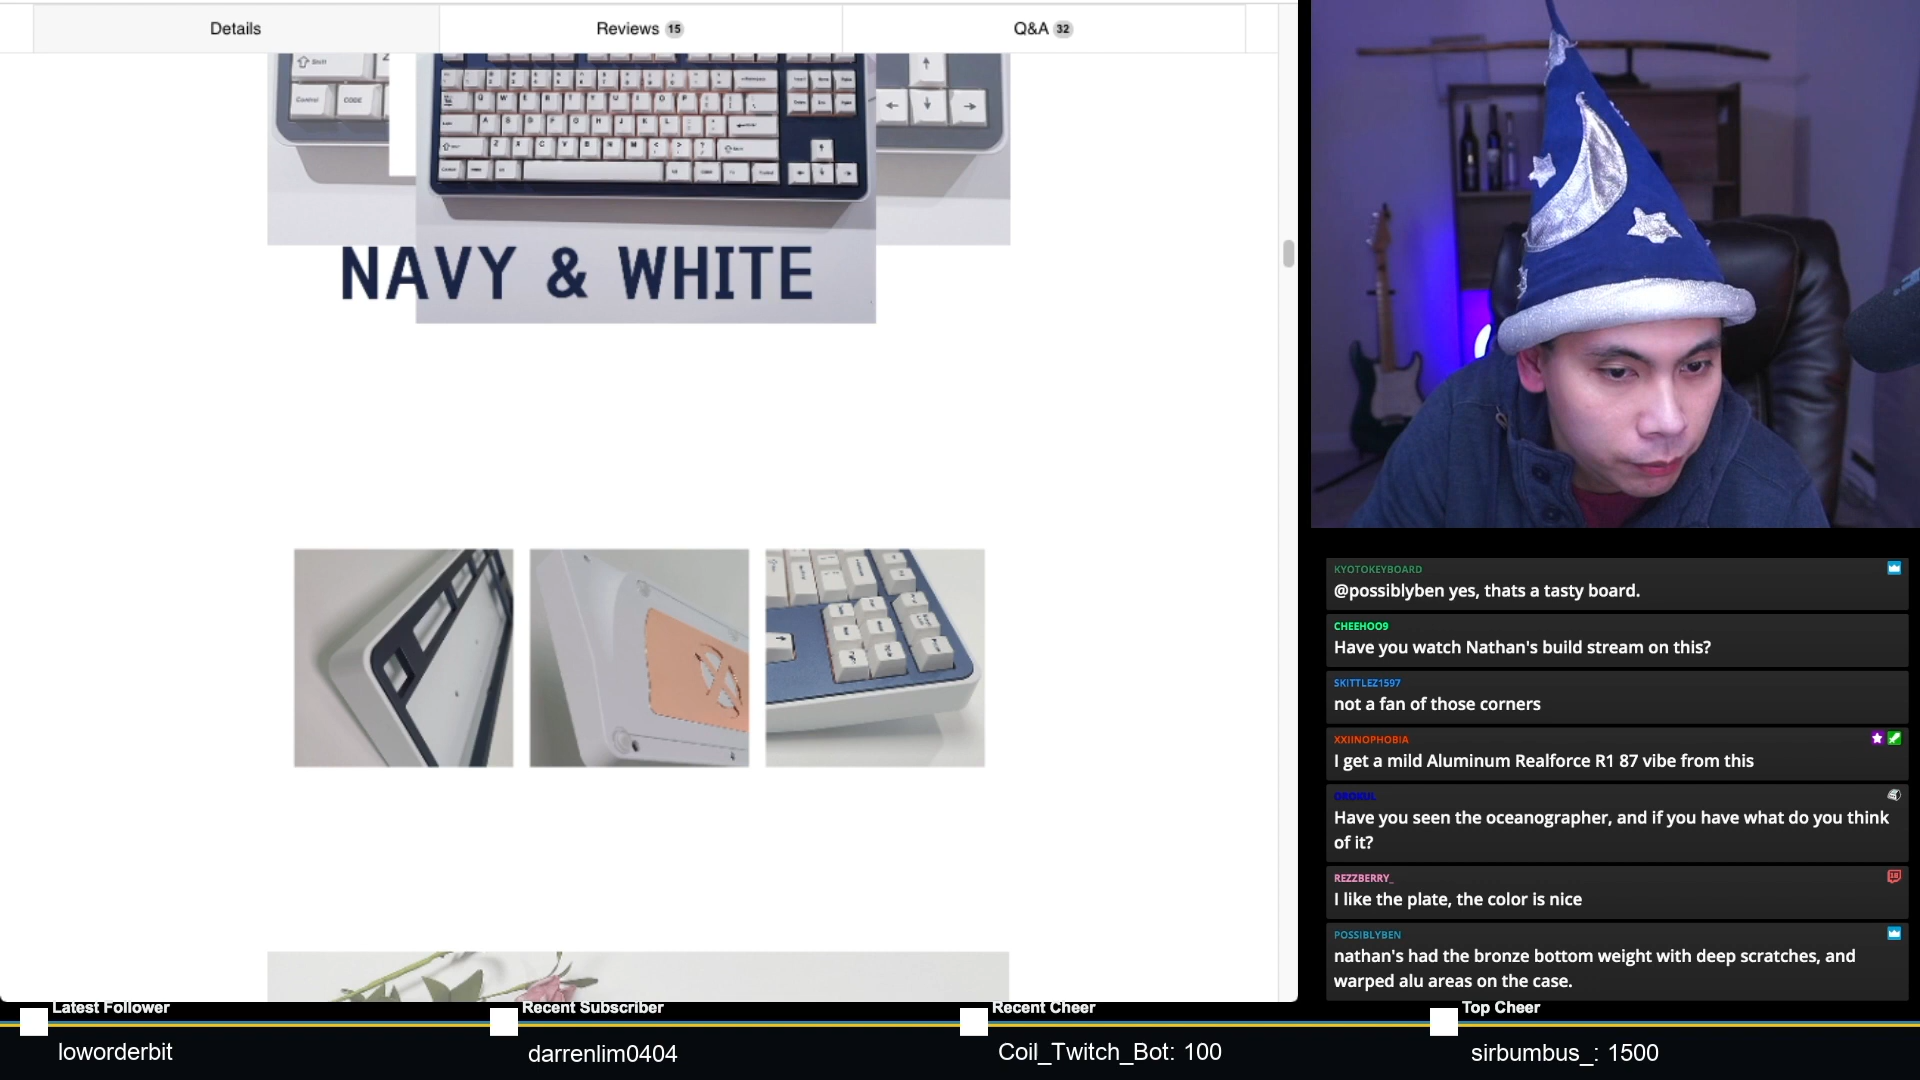 Details
Reviews 15
Q&A 32
Shift
Control CODE
NAVY & WHITE
KYOTOKEYBOARD
@possiblyben yes, thats a tasty board.
CHEEHOO9
Have you watch Nathan's build stream on this?
SKITTLEZ1597
not a fan of those corners
XXIINOPHOBIA
I get a mild Aluminum Realforce R1 87 vibe from this
OROKUL
Have you seen the oceanographer, and if you have what do you think
of it?
REZZBERRY_
I like the plate, the color is nice
POSSIBLYBEN
nathan's had the bronze bottom weight with deep scratches, and
warped alu areas on the case.
Latest Follower
loworderbit
Recent Subscriber
darrenlim0404
Recent Cheer
Coil_Twitch_Bot: 100
Top Cheer
sirbumbus_: 1500